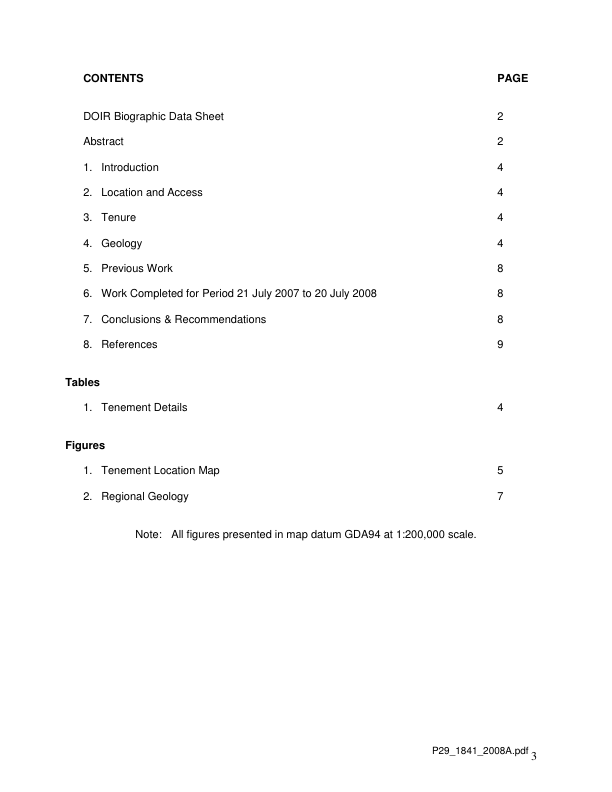 CONTENTS PAGE
DOIR Biographic Data Sheet 2
Abstract 2
1. Introduction 4
2. Location and Access 4
3. Tenure 4
4. Geology 4
5. Previous Work 8
6. Work Completed for Period 21 July 2007 to 20 July 2008 8
7. Conclusions & Recommendations 8
8. References 9
Tables
1. Tenement Details 4
Figures
1. Tenement Location Map 5
2. Regional Geology 7
Note: All figures presented in map datum GDA94 at 1:200,000 scale.
P29_1841_2008A.pdf 3